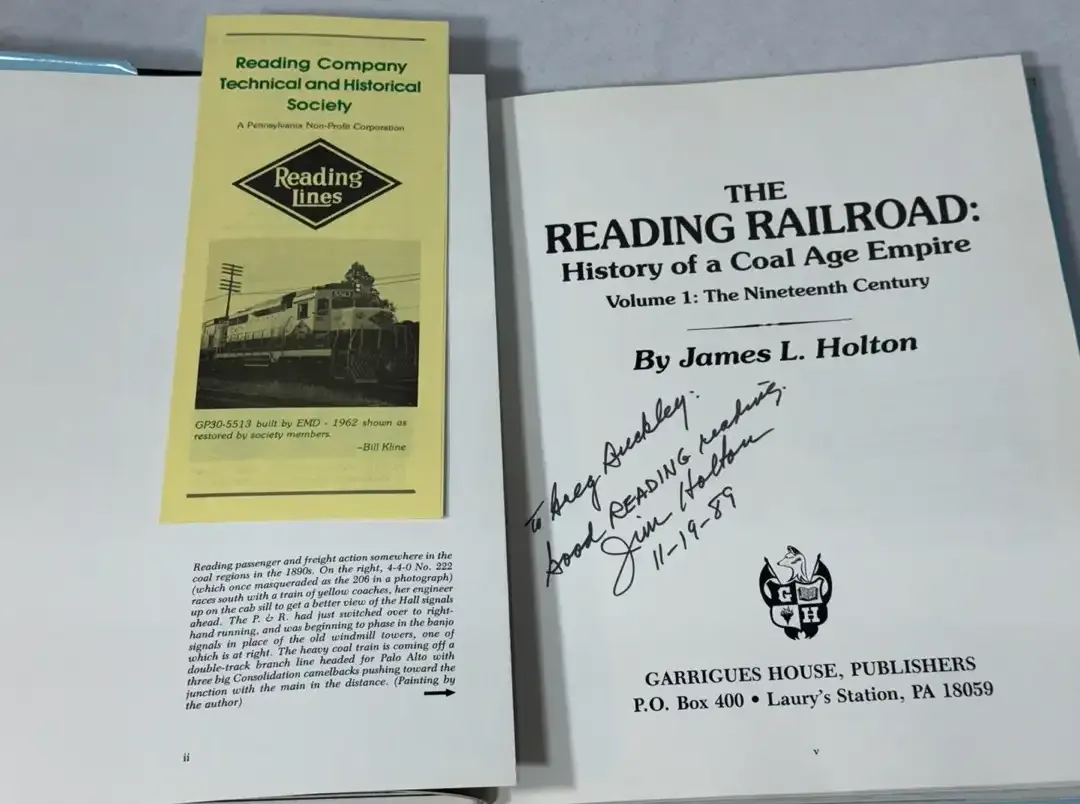 Reading Company
Technical and Historical
Society
A Pennsylvania Non-Profit Corporation
Reading
Lines
GP30-5513 built by EMD - 1962 shown as
restored by society members.
–Bill Kline
Reading passenger and freight action somewhere in the
coal regions in the 1890s. On the right, 4-4-0 No. 222
(which once masqueraded as the 206 in a photograph)
races south with a train of yellow coaches, her engineer
up on the cab sill to get a better view of the Hall signals
ahead. The P. & R. had just switched over to right-
hand running, and was beginning to phase in the banjo
signals in place of the old windmill towers, one of
which is at right. The heavy coal train is coming off a
double-track branch line headed for Palo Alto with
three big Consolidation camelbacks pushing toward the
junction with the main in the distance. (Painting by
the author)
ii
THE
READING RAILROAD:
History of a Coal Age Empire
Volume 1: The Nineteenth Century
By James L. Holton
To Greg Buckley:
Good READING reading.
Jim Holton
11-19-89
G H
GARRIGUES HOUSE, PUBLISHERS
P.O. Box 400 • Laury's Station, PA 18059
v